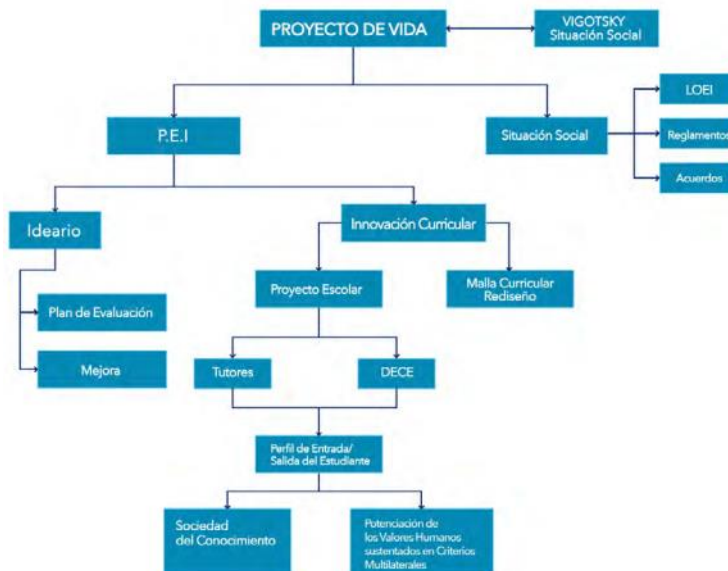 PROYECTO DE VIDA
VIGOTSKY
Situación Social
LOEI
P.E.I
Situación Social
Reglamentos
Acuerdos
Ideario
Innovación Curricular
Proyecto Escolar
Malla Curricular
Rediseño
Plan de Evaluación
Mejora
Tutores
DECE
Perfil de Entrada/
Salida del Estudiante
Sociedad
del Conocimiento
Potenciación de
los Valores Humanos
sustentados en Criterios
Multilaterales